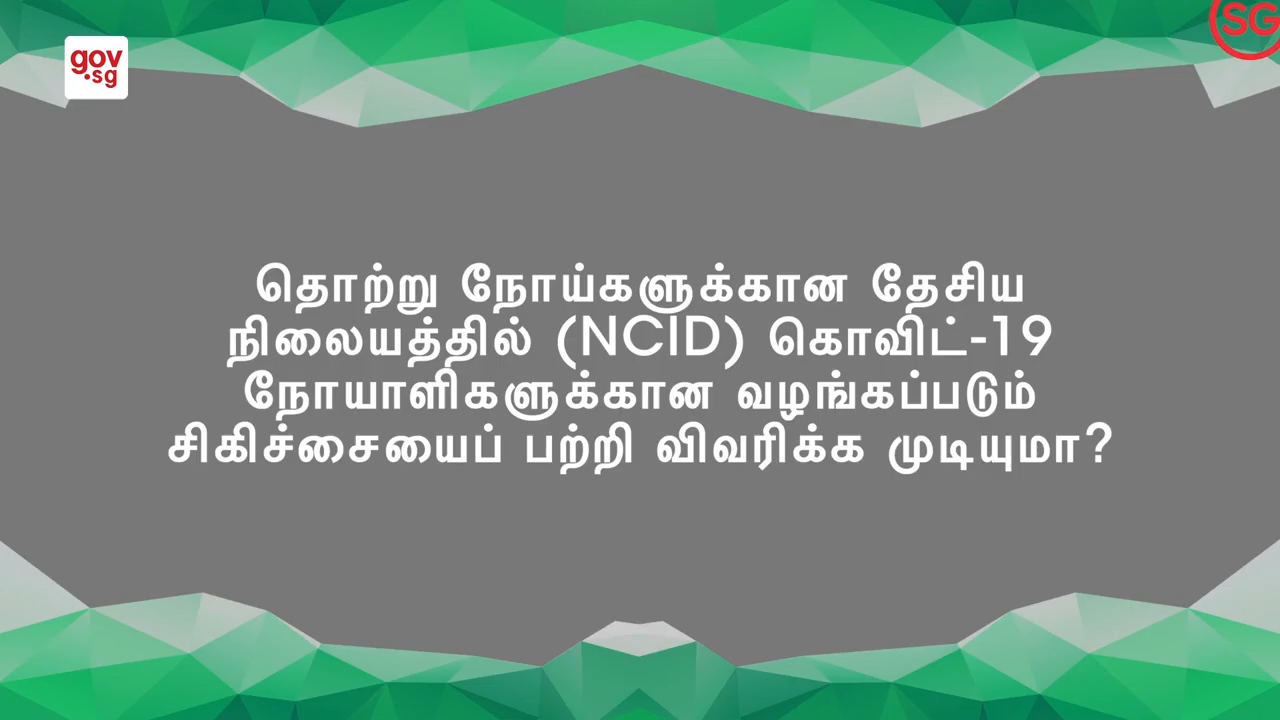 gov
.sg
SG
தொற்று நோய்களுக்கான தேசிய
நிலையத்தில் (NCID) கொவிட்-19
நோயாளிகளுக்கான வழங்கப்படும்
சிகிச்சையைப் பற்றி விவரிக்க முடியுமா?